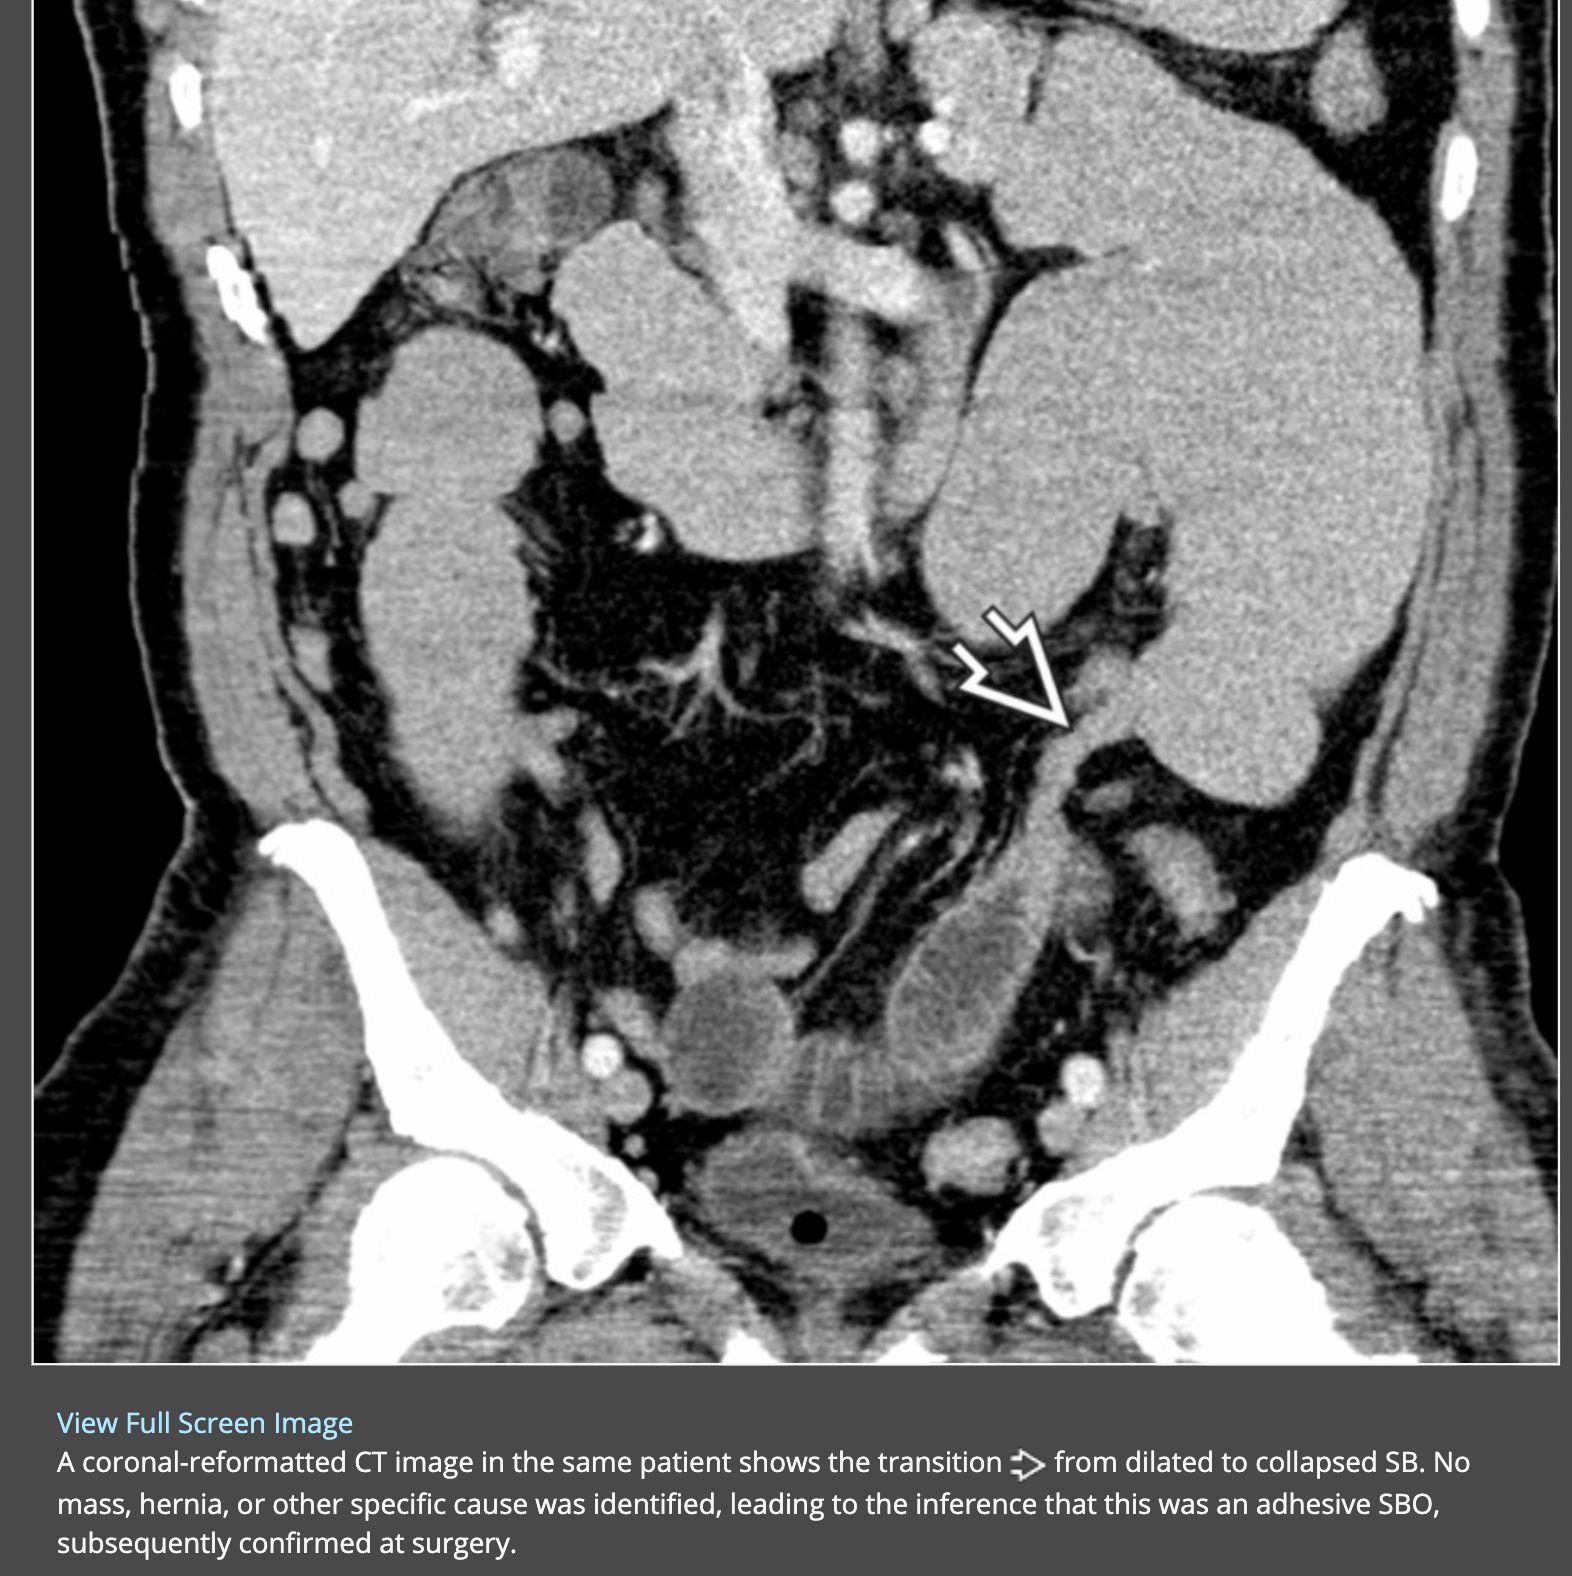 View Full Screen Image
A coronal-reformatted CT image in the same patient shows the transition from dilated to collapsed SB. No
mass, hernia, or other specific cause was identified, leading to the inference that this was an adhesive SBO,
subsequently confirmed at surgery.